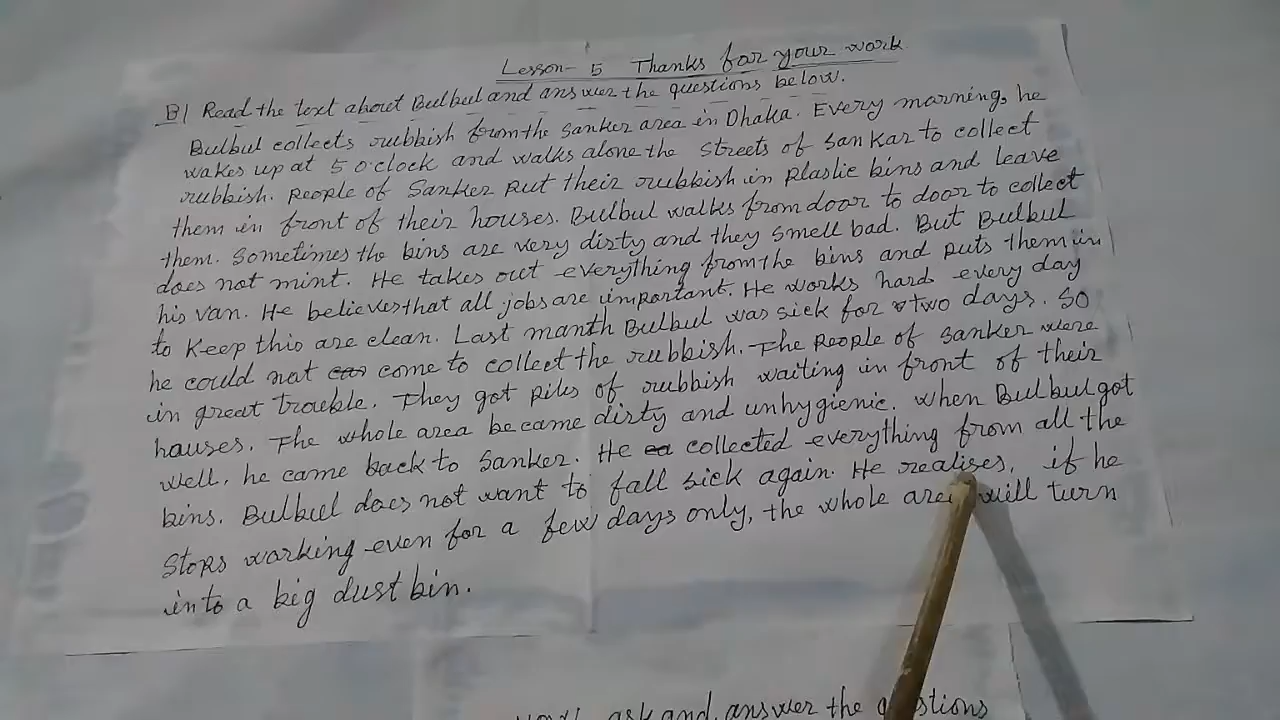 Lesson- 5 Thanks for your work
B) Read the text about Bulbul and answer the questions below.
Bulbul collects rubbish from the Sanker area in Dhaka. Every morning, he
wakes up at 5 o'clock and walks alone the streets of Sankar to collect
rubbish. People of Sanker put their rubbish in plastic bins and leave
them in front of their houses. Bulbul walks from door to door to collect
them. Sometimes the bins are very dirty and they smell bad. But Bulbul
does not mint. He takes out everything from the bins and puts them in
his van. He believes that all jobs are important. He works hard every day
to keep this are clean. Last manth Bulbul was sick for two days. So
he could not come to collect the rubbish. The People of Sanker were
in great trouble. They got piles of rubbish waiting in front of their
houses. The whole area became dirty and unhygienic. When Bulbul got
well, he came back to Sanker. He collected everything from all the
bins. Bulbul does not want to fall sick again. He realises, if he
stops working even for a few days only, the whole area will turn
into a big dust bin.
ask and answer the questions